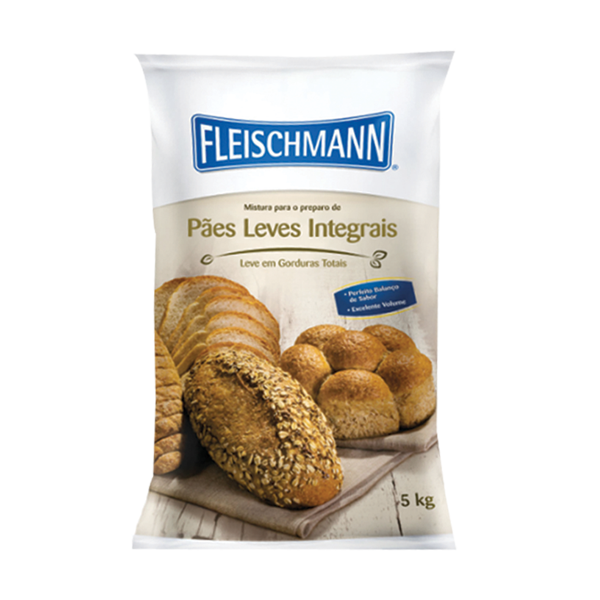 FLEISCHMANN®
Mistura para o preparo de
Pães Leves Integrais
Leve em Gorduras Totais
• Perfeito Balanço
de Sabor
• Excelente Volume
5 kg